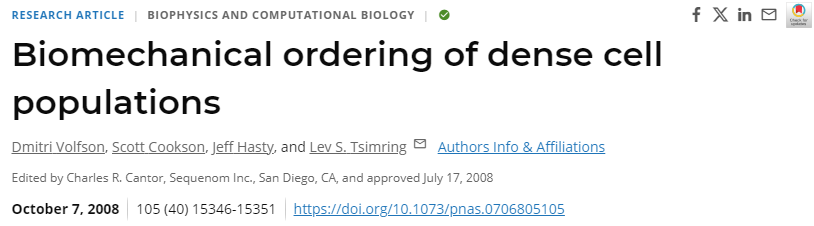 RESEARCH ARTICLE | BIOPHYSICS AND COMPUTATIONAL BIOLOGY |
Biomechanical ordering of dense cell
populations
Dmitri Volfson, Scott Cookson, Jeff Hasty, and Lev S. Tsimring Authors Info & Affiliations
Edited by Charles R. Cantor, Sequenom Inc., San Diego, CA, and approved July 17, 2008
October 7, 2008 | 105 (40) 15346-15351 | https://doi.org/10.1073/pnas.0706805105